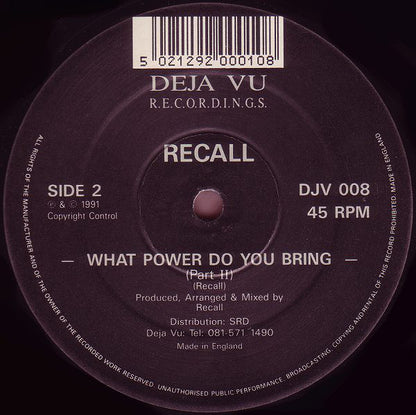 5 021292 000108
DEJA VU
R.E.C.O.R.D.I.N.G.S.
RECALL
SIDE 2
℗ & © 1991
Copyright Control
DJV 008
45 RPM
– WHAT POWER DO YOU BRING –
(Part II)
(Recall)
Produced, Arranged & Mixed by
Recall
Distribution: SRD
Deja Vu: Tel: 081-571 1490
Made in England
ALL RIGHTS OF THE MANUFACTURER AND OF THE OWNER OF THE RECORDED WORK RESERVED. UNAUTHORISED PUBLIC PERFORMANCE, BROADCASTING, COPYING AND RENTAL OF THIS RECORD PROHIBITED. MADE IN ENGLAND